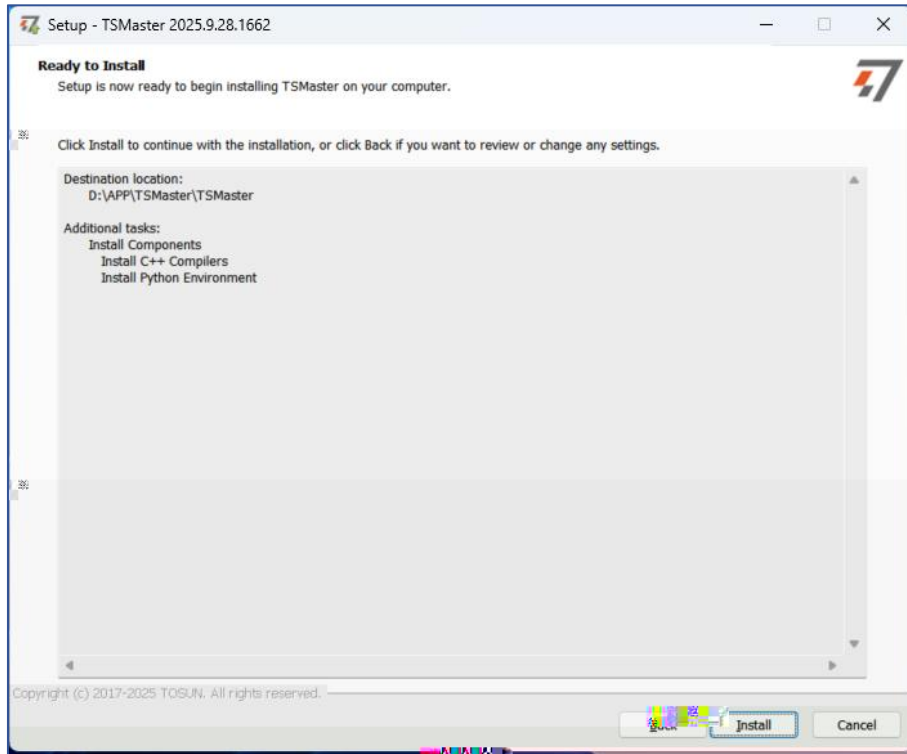 Setup - TSMaster 2025.9.28.1662
Ready to Install
Setup is now ready to begin installing TSMaster on your computer.
Click Install to continue with the installation, or click Back if you want to review or change any settings.
Destination location:
D:\APP\TSMaster\TSMaster
Additional tasks:
Install Components
Install C++ Compilers
Install Python Environment
Copyright (c) 2017-2025 TOSUN. All rights reserved.
Install
Cancel